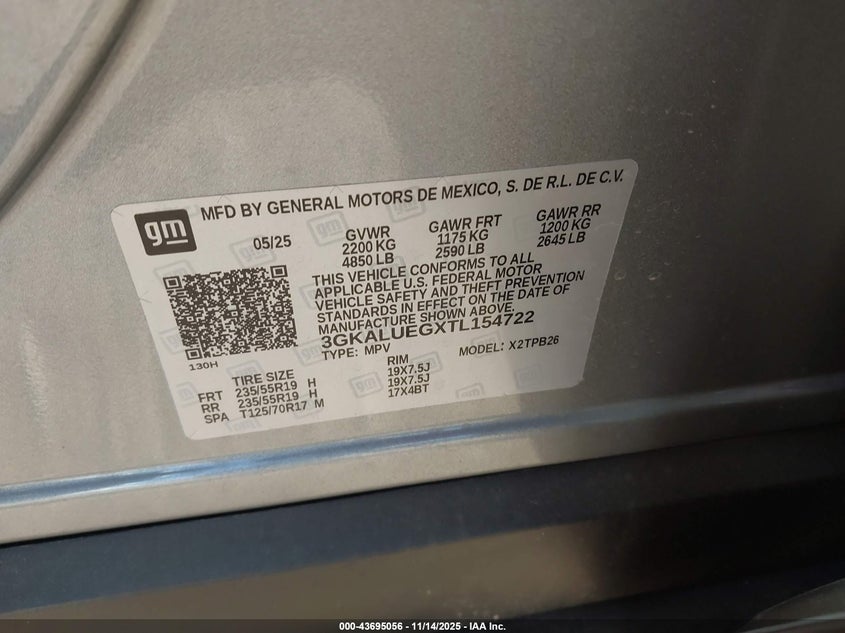 gm
MFD BY GENERAL MOTORS DE MEXICO, S. DE R.L. DE C.V.
05/25
GVWR
2200 KG
4850 LB
GAWR FRT
1175 KG
2590 LB
GAWR RR
1200 KG
2645 LB
THIS VEHICLE CONFORMS TO ALL
APPLICABLE U.S. FEDERAL MOTOR
VEHICLE SAFETY AND THEFT PREVENTION
STANDARDS IN EFFECT ON THE DATE OF
MANUFACTURE SHOWN ABOVE.
3GKALUEGXTL154722
TYPE: MPV
MODEL: X2TPB26
130H
TIRE SIZE
RIM
FRT 235/55R19 H 19X7.5J
RR 235/55R19 H 19X7.5J
SPA T125/70R17 M 17X4BT
000-43695056 - 11/14/2025 - IAA Inc.